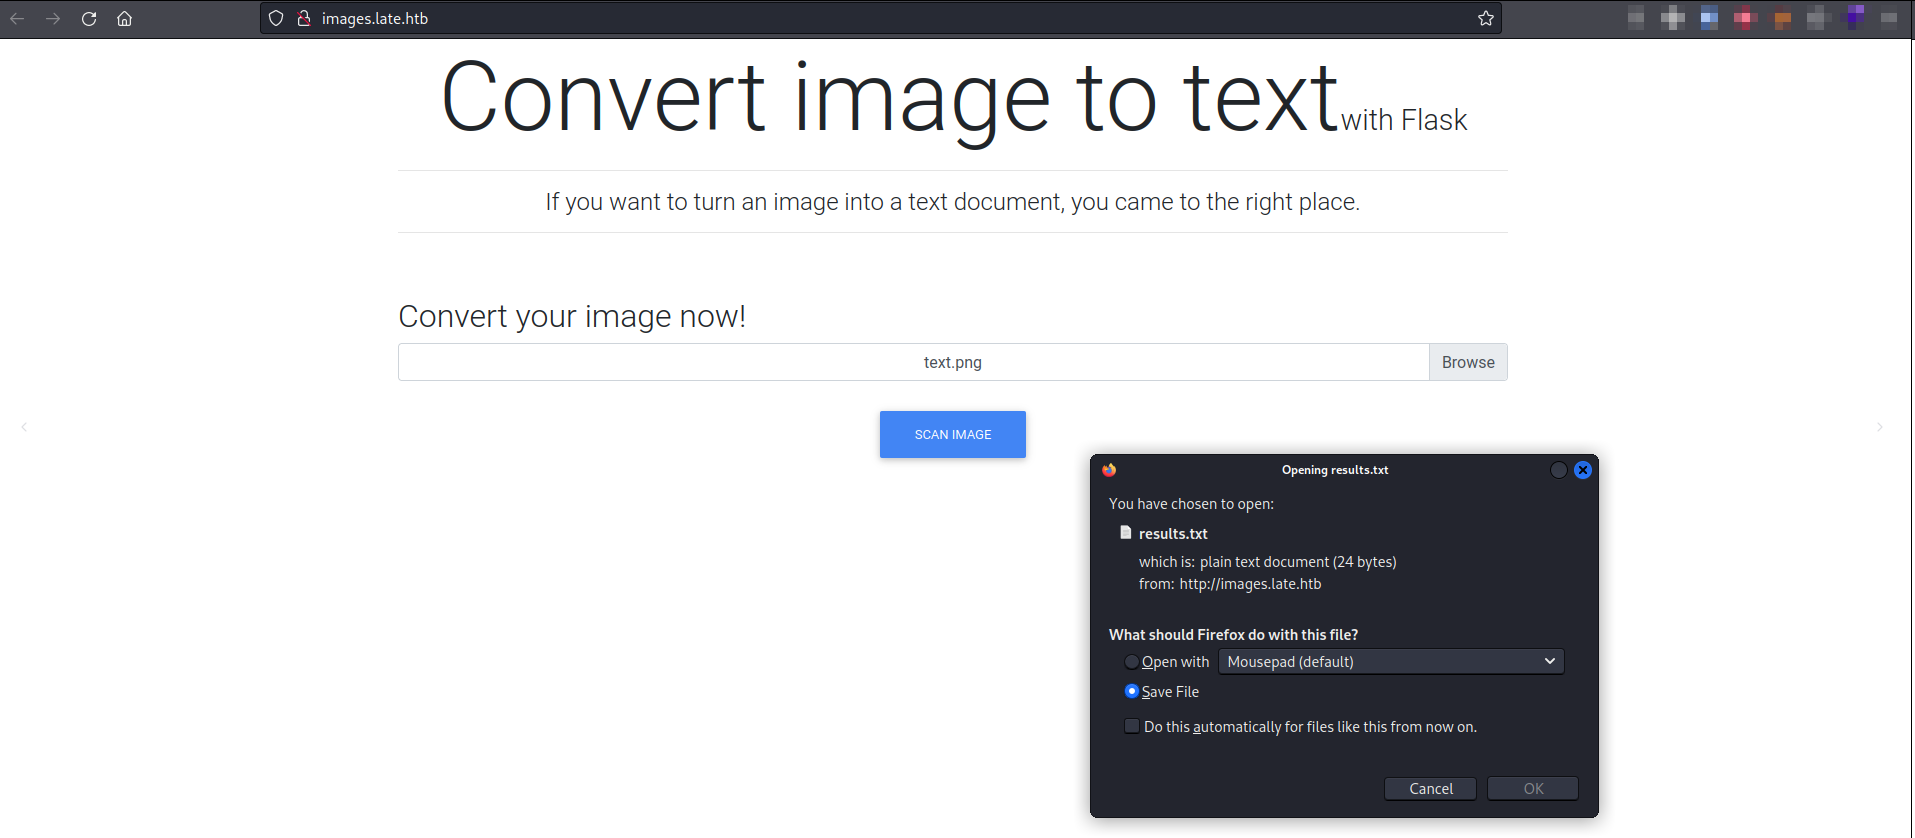 images.late.htb
Convert image to text with Flask
If you want to turn an image into a text document, you came to the right place.
Convert your image now!
text.png Browse
SCAN IMAGE
Opening results.txt
You have chosen to open:
results.txt
which is: plain text document (24 bytes)
from: http://images.late.htb
What should Firefox do with this file?
Open with Mousepad (default)
Save File
Do this automatically for files like this from now on.
Cancel OK